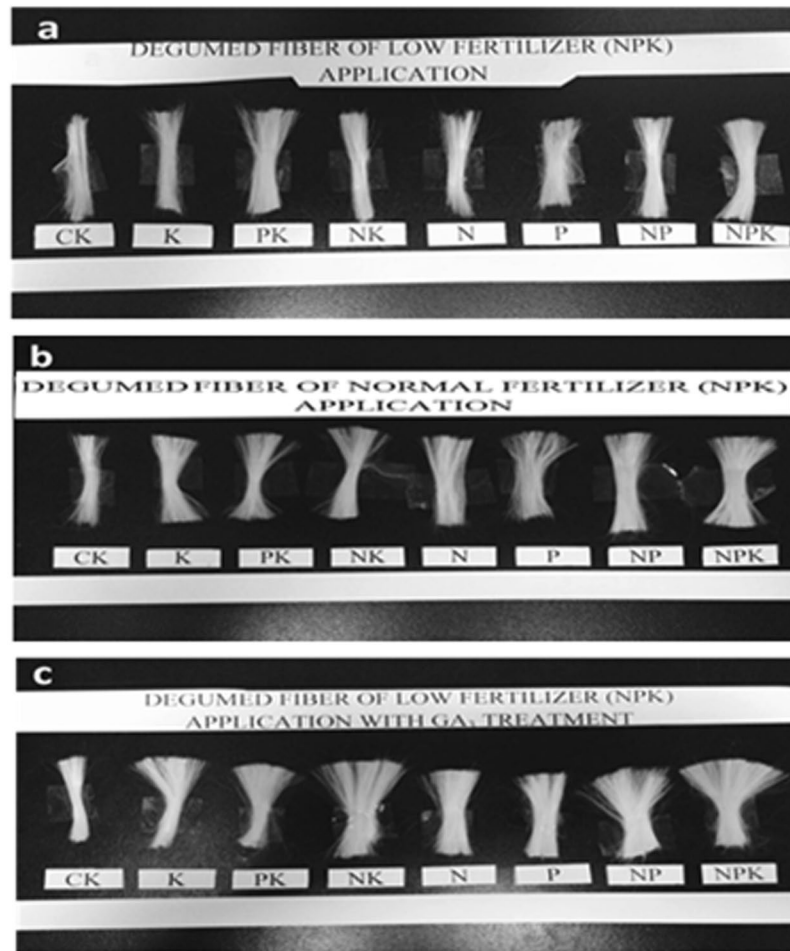 a
DEGUMED FIBER OF LOW FERTILIZER (NPK)
APPLICATION
CK K PK NK N P NP NPK
b
DEGUMED FIBER OF NORMAL FERTILIZER (NPK)
APPLICATION
CK K PK NK N P NP NPK
c
DEGUMED FIBER OF LOW FERTILIZER (NPK)
APPLICATION WITH GA₃ TREATMENT
CK K PK NK N P NP NPK